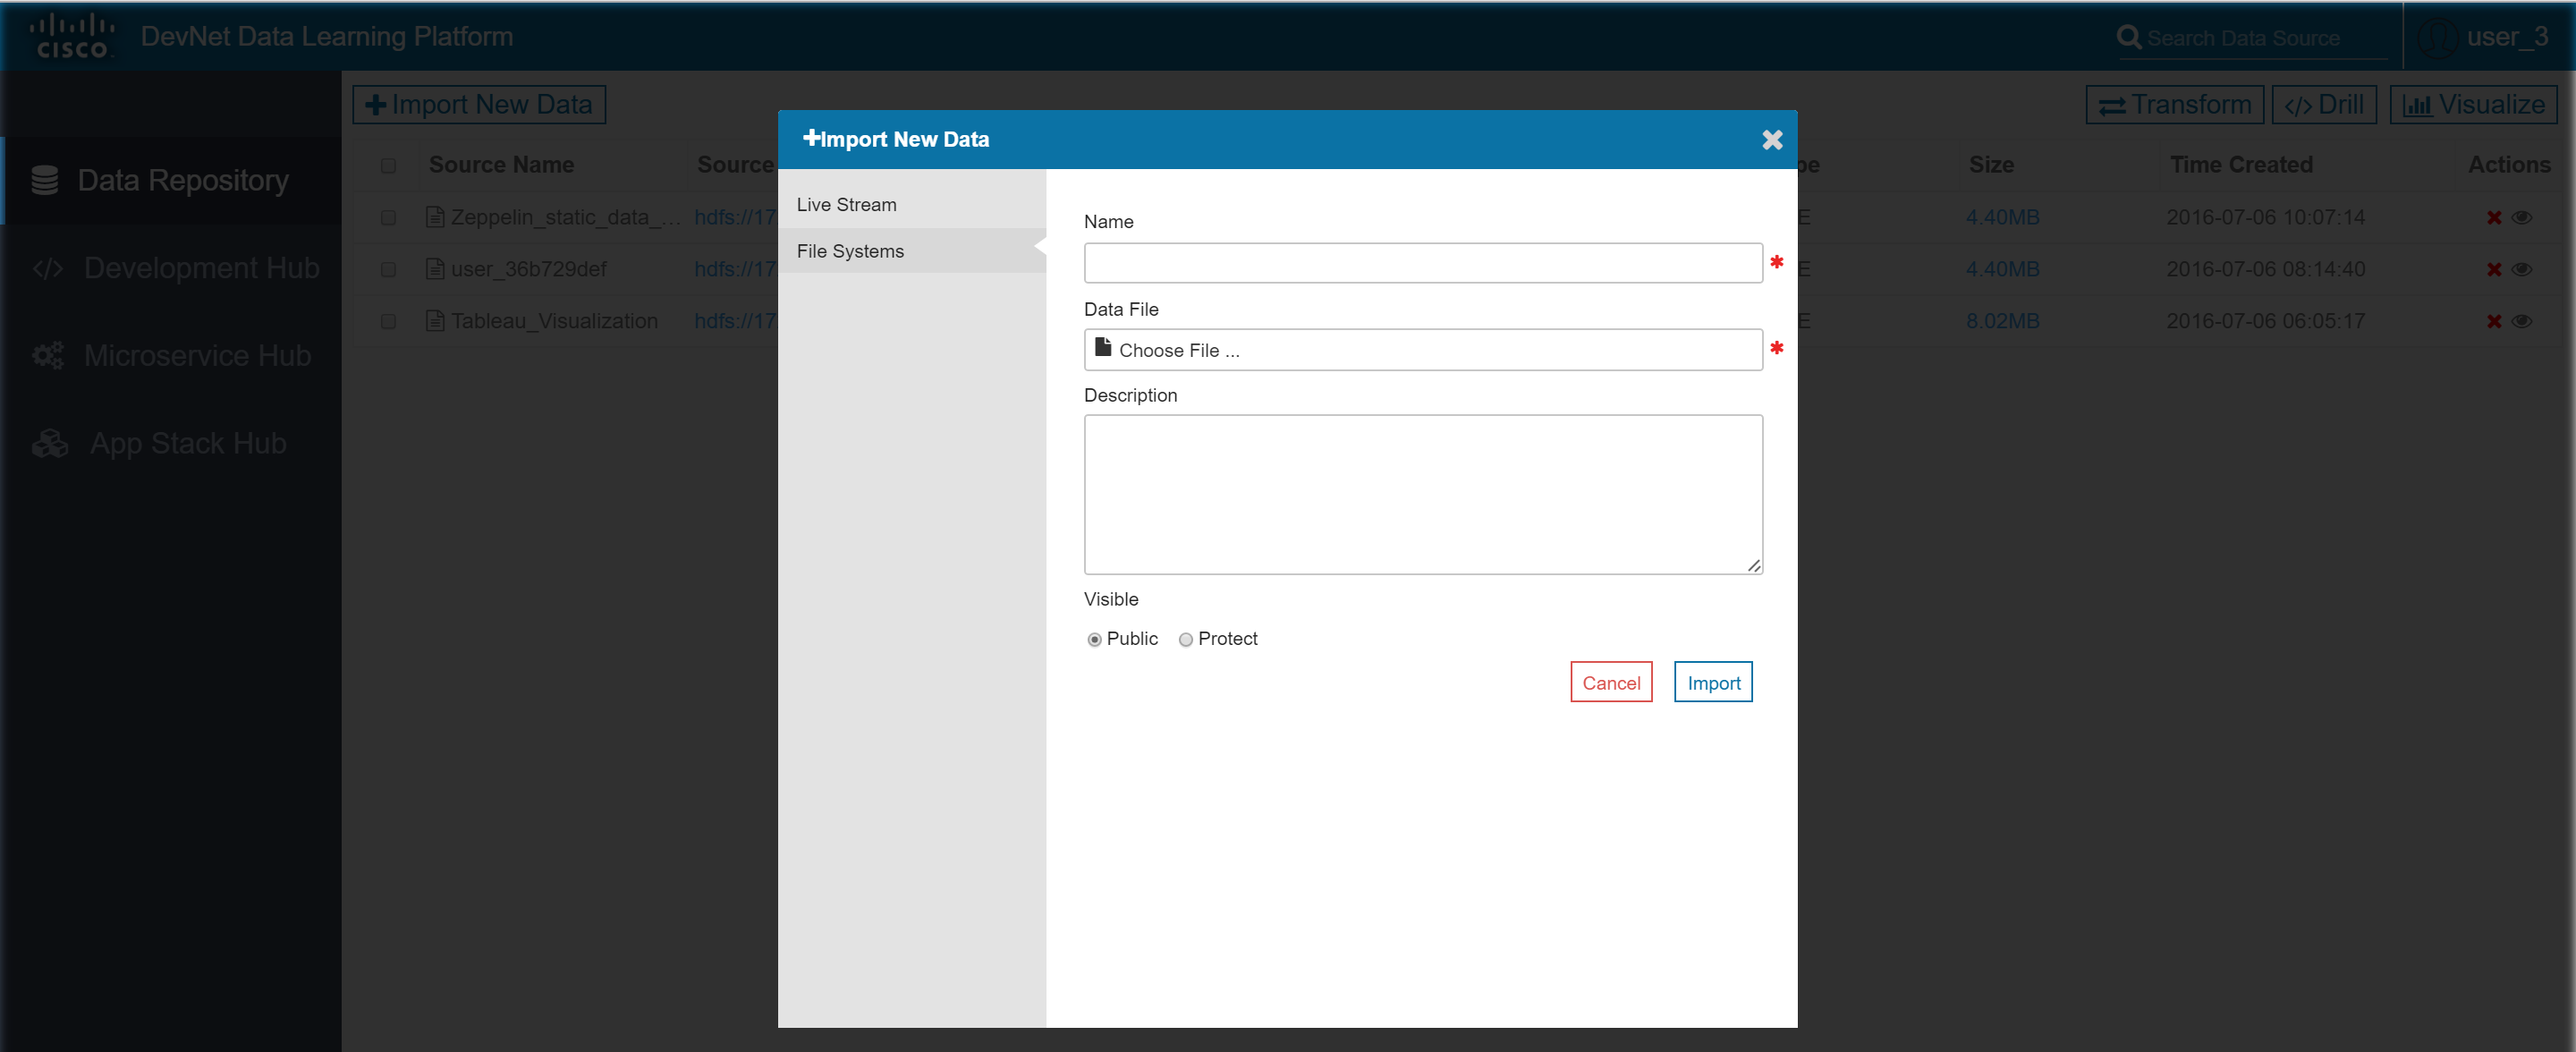 CISCO DevNet Data Learning Platform Search Data Source user_3
Import New Data Transform Drill Visualize
Import New Data
Source Name Source Size Time Created Actions
Data Repository
Development Hub
Microservice Hub
App Stack Hub
Zeppelin_static_data_... hdfs://17 E 4.40MB 2016-07-06 10:07:14
user_36b729def hdfs://17 E 4.40MB 2016-07-06 08:14:40
Tableau_Visualization hdfs://17 E 8.02MB 2016-07-06 06:05:17
Live Stream
File Systems
Name
*
Data File
Choose File ... *
Description
Visible
Public Protect
Cancel Import